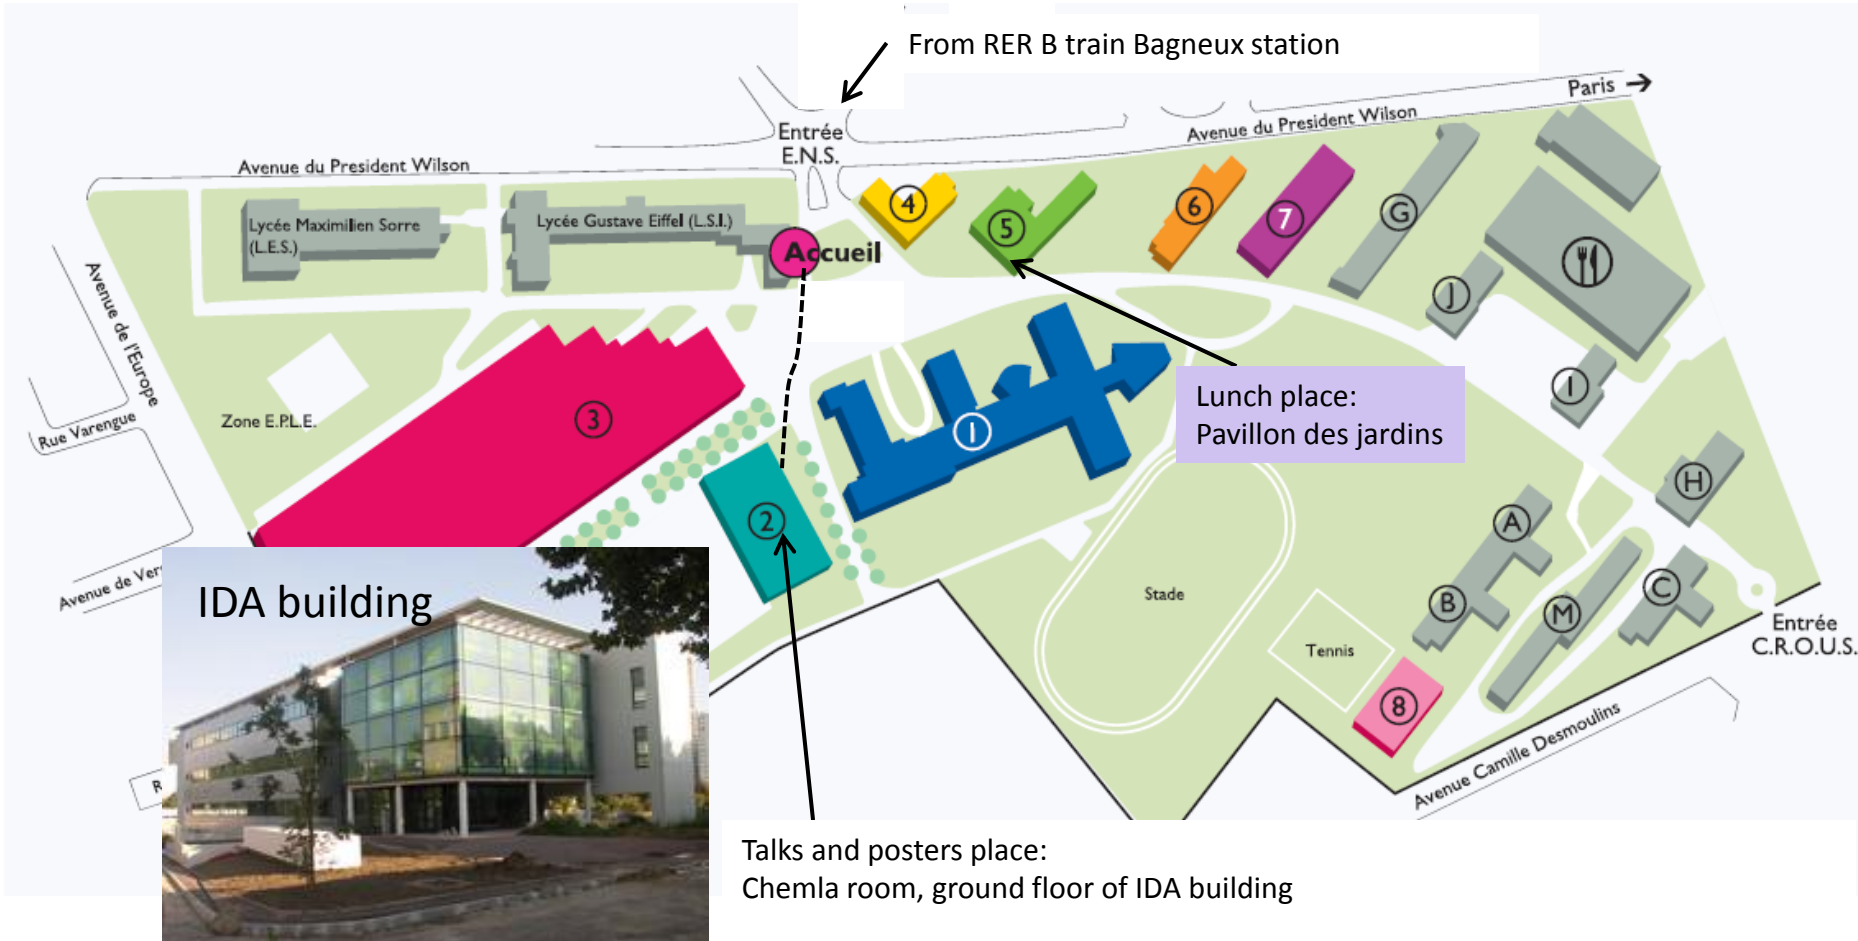 From RER B train Bagneux station
Paris
Entrée
E.N.S.
Avenue du President Wilson
Avenue du President Wilson
4
5
6
7
G
Lycée Maximilien Sorre
(L.E.S.)
Lycée Gustave Eiffel (L.S.I.)
Accueil
J
Avenue de l'Europe
I
Lunch place:
Pavillon des jardins
Rue Varengue
Zone E.P.L.E.
3
1
H
2
A
Avenue de
IDA building
Stade
B
M
C
Entrée
C.R.O.U.S.
Tennis
8
Avenue Camille Desmoulins
R
Talks and posters place:
Chemla room, ground floor of IDA building